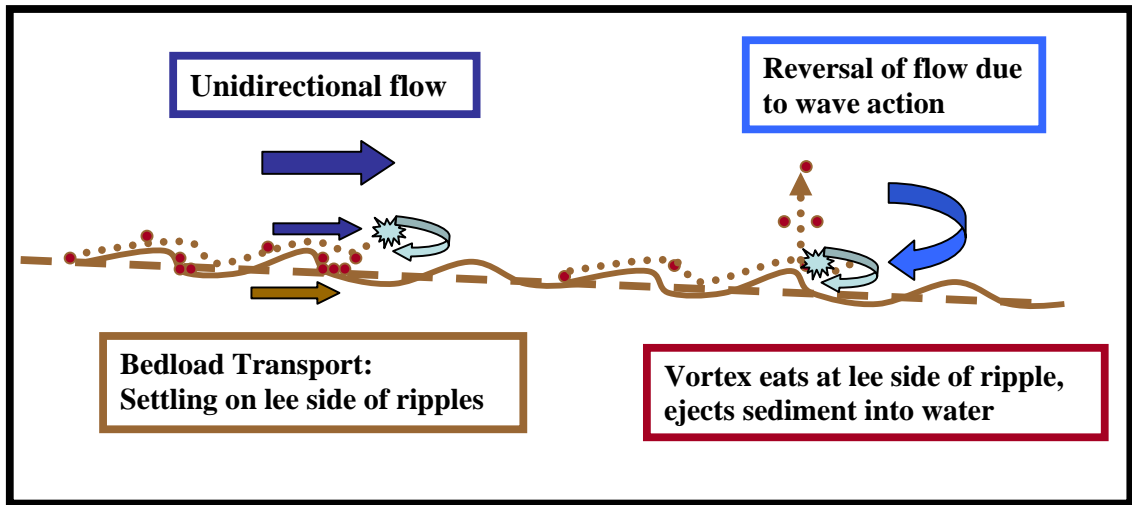 Unidirectional flow
Reversal of flow due
to wave action
Bedload Transport:
Settling on lee side of ripples
Vortex eats at lee side of ripple,
ejects sediment into water